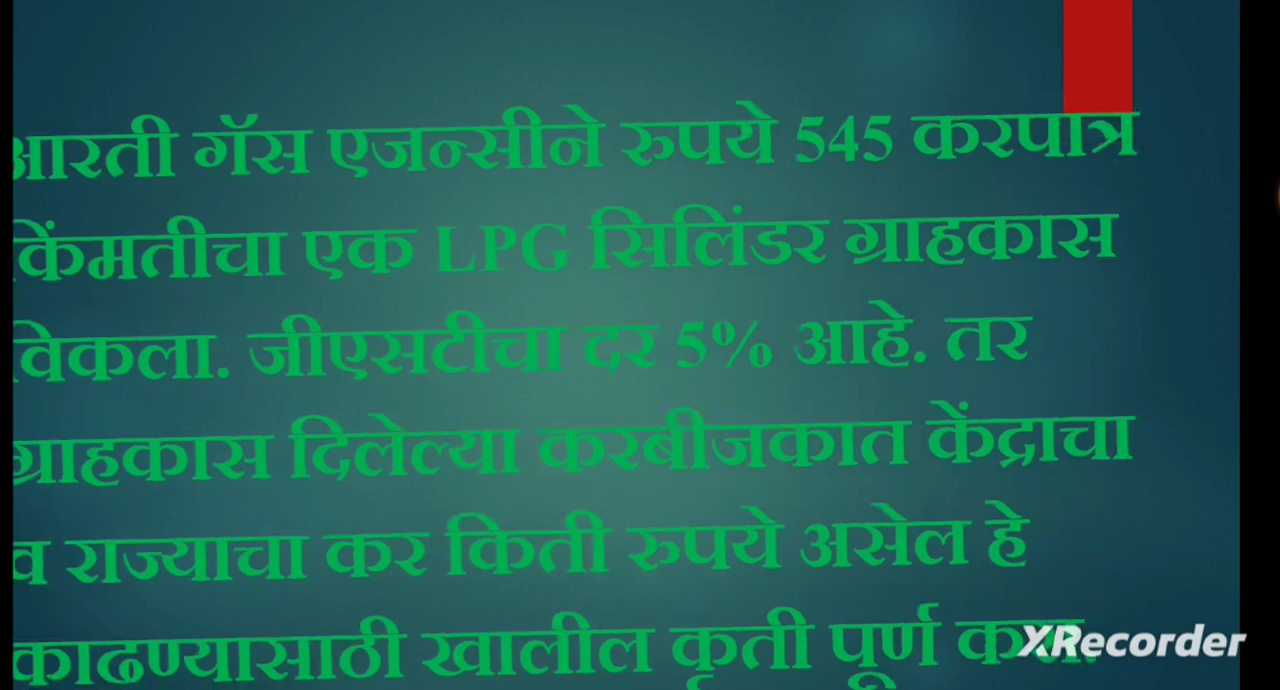 आरती गॅस एजन्सीने रुपये 545 करपात्र
किंमतीचा एक LPG सिलिंडर ग्राहकास
विकला. जीएसटीचा दर 5% आहे. तर
ग्राहकास दिलेल्या करबीजकात केंद्राचा
व राज्याचा कर किती रुपये असेल हे
काढण्यासाठी खालील कृती पूर्ण
XRecorder